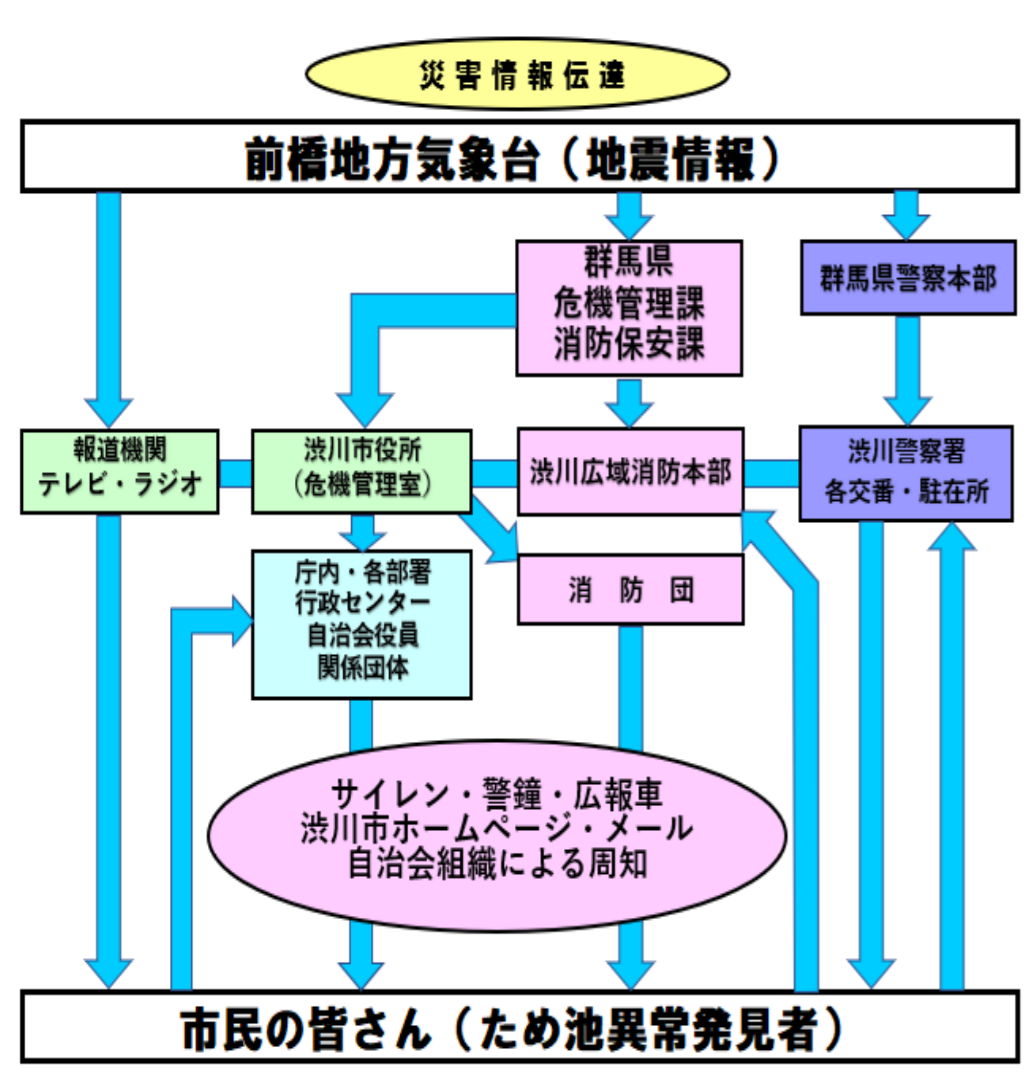 災害情報伝達
前橋地方気象台（地震情報）
群馬県
危機管理課
消防保安課
群馬県警察本部
報道機関
テレビ・ラジオ
渋川市役所
（危機管理室）
渋川広域消防本部
渋川警察署
各交番・駐在所
庁内・各部署
行政センター
自治会役員
関係団体
消　防　団
サイレン・警鐘・広報車
渋川市ホームページ・メール
自治会組織による周知
市民の皆さん（ため池異常発見者）